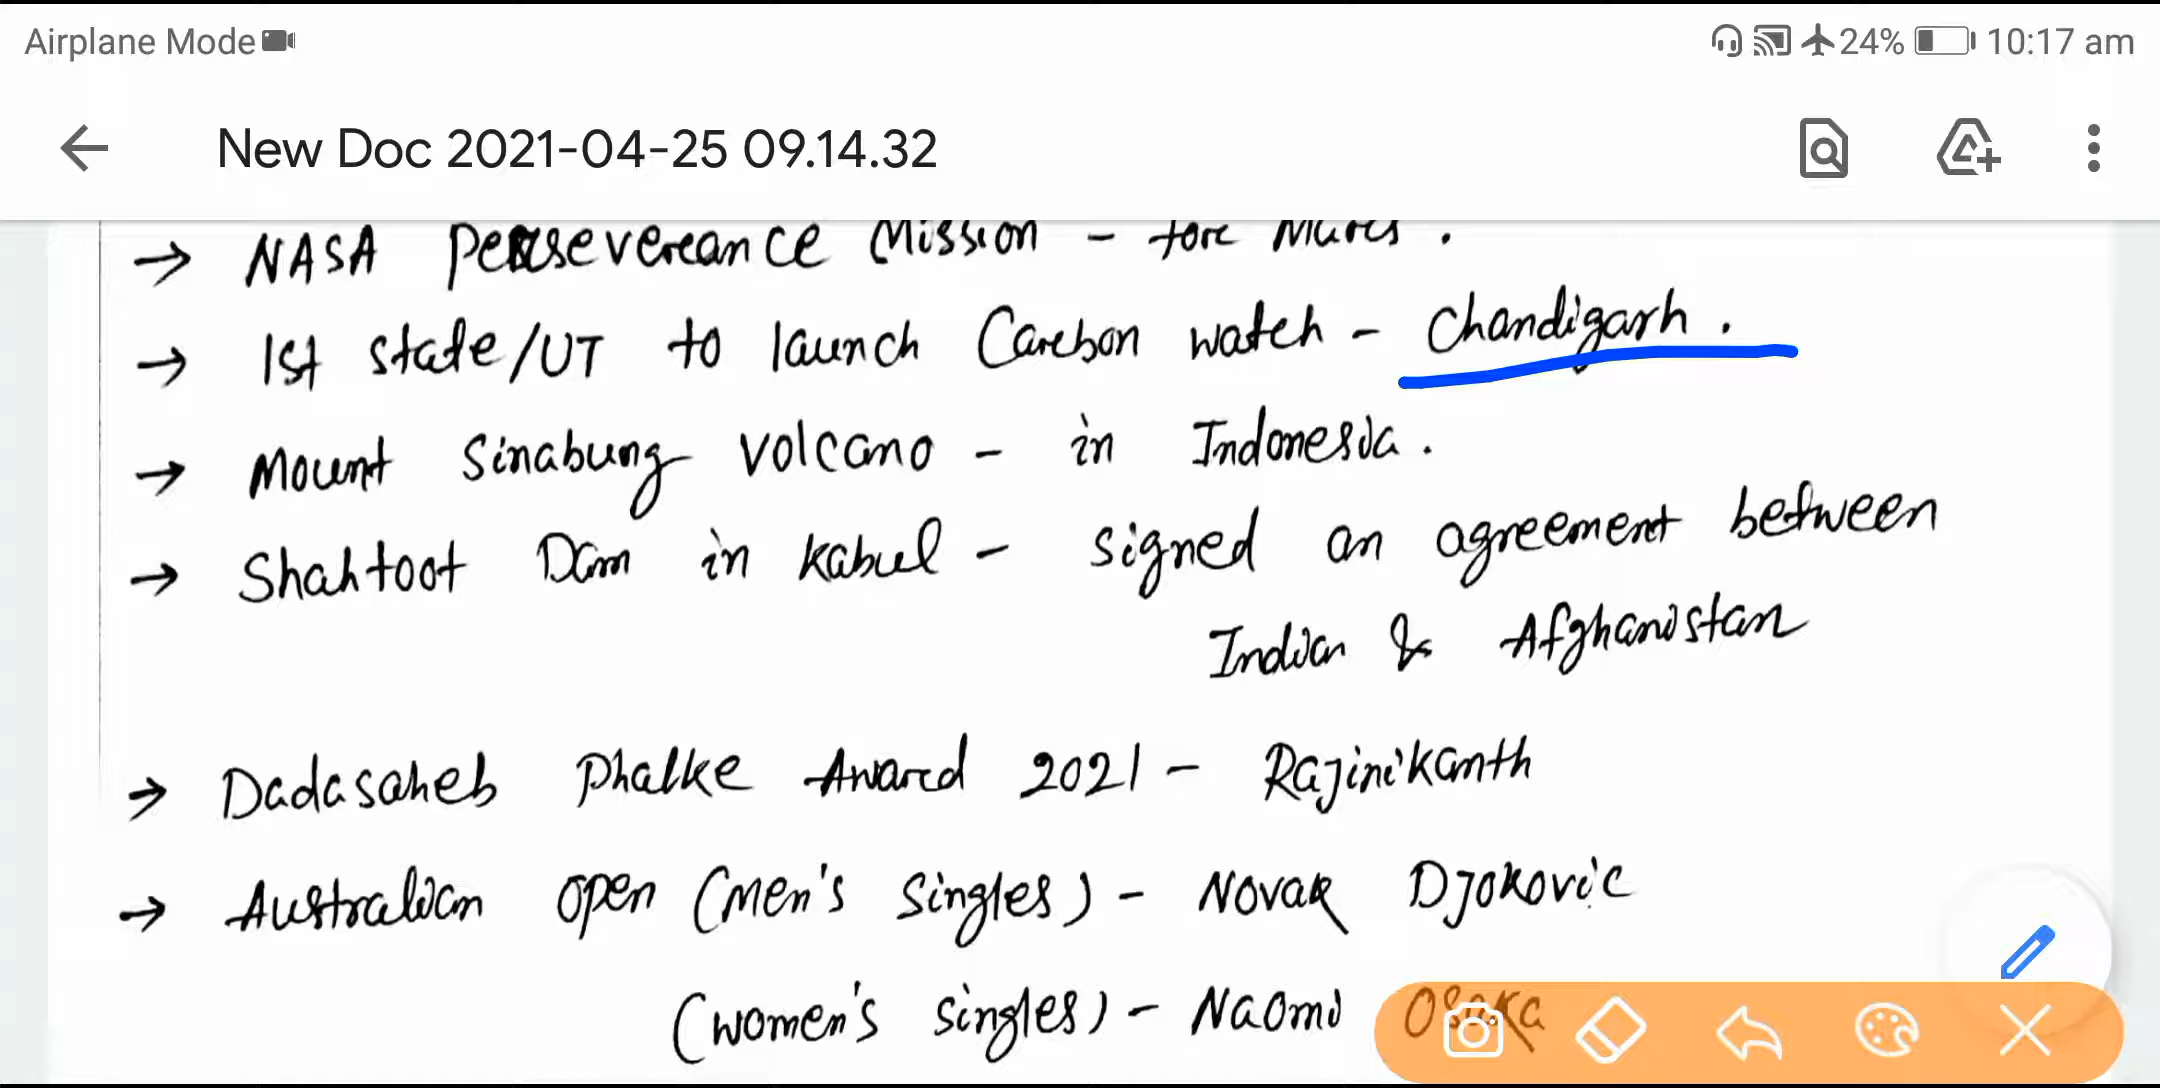 Airplane Mode 24% 10:17 am
New Doc 2021-04-25 09.14.32
→ NASA Perseverance Mission - for Mars.
→ 1st state/UT to launch Carbon watch - Chandigarh.
→ Mount Sinabung volcano - in Indonesia.
→ Shahtoot Dam in kabul - signed an agreement between
Indian & Afghanistan
→ Dadasaheb Phalke Award 2021 - Rajinikanth
→ Australian open (Men's Singles) - Novak Djokovic
(women's singles) - Naomi Osaka